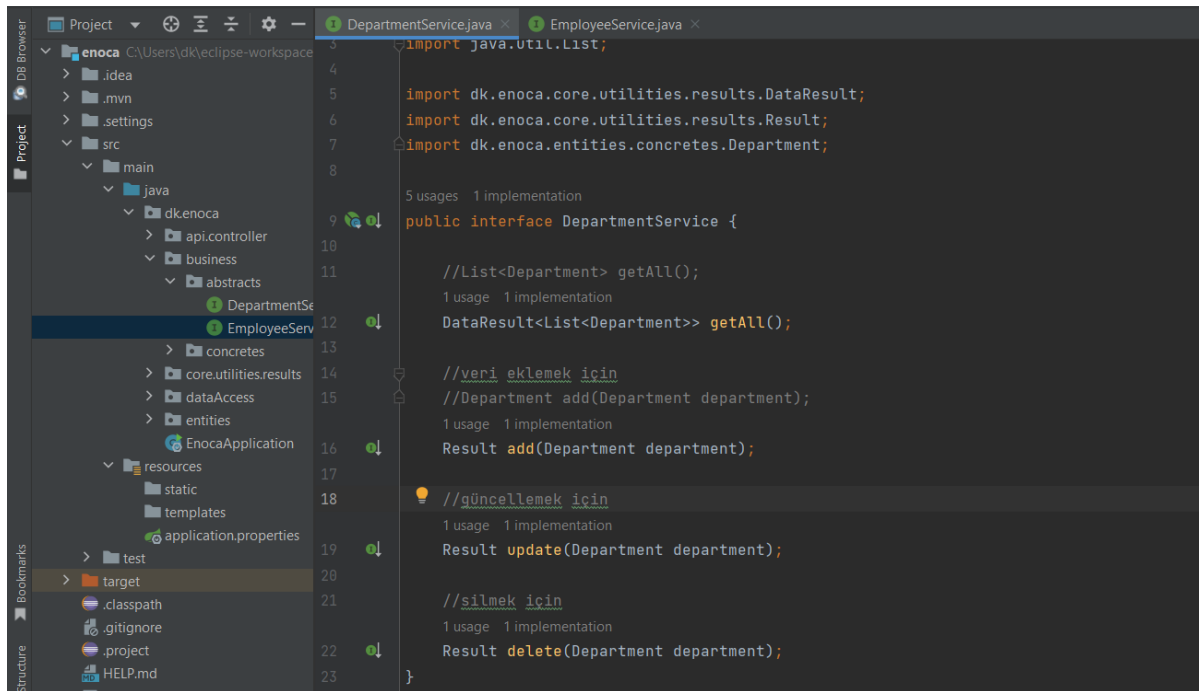 Project
DepartmentService.java
EmployeeService.java
DB Browser
Project
Bookmarks
Structure
enoca C:\Users\dk\eclipse-workspace
.idea
.mvn
.settings
src
main
java
dk.enoca
api.controller
business
abstracts
DepartmentSe
EmployeeServ
concretes
core.utilities.results
dataAccess
entities
EnocaApplication
resources
static
templates
application.properties
test
target
.classpath
.gitignore
.project
HELP.md
3 import java.util.List;
4
5 import dk.enoca.core.utilities.results.DataResult;
6 import dk.enoca.core.utilities.results.Result;
7 import dk.enoca.entities.concretes.Department;
8
5 usages 1 implementation
9 public interface DepartmentService {
10
11 //List<Department> getAll();
1 usage 1 implementation
12 DataResult<List<Department>> getAll();
13
14 //veri eklemek için
15 //Department add(Department department);
1 usage 1 implementation
16 Result add(Department department);
17
18 //güncellemek için
1 usage 1 implementation
19 Result update(Department department);
20
21 //silmek için
1 usage 1 implementation
22 Result delete(Department department);
23 }